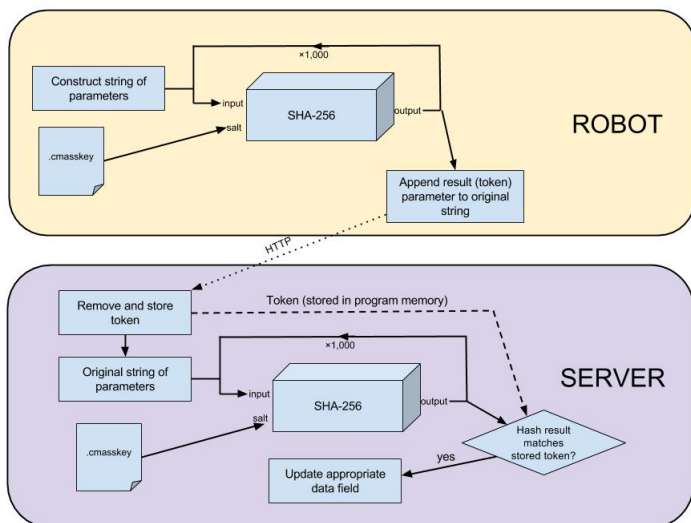 ×1,000
Construct string of
parameters
input
SHA-256
output
salt
ROBOT
.cmasskey
Append result (token)
parameter to original
string
HTTP
Remove and store
token
Token (stored in program memory)
×1,000
Original string of
parameters
input
SHA-256
output
salt
SERVER
.cmasskey
Hash result
matches
stored token?
yes
Update appropriate
data field